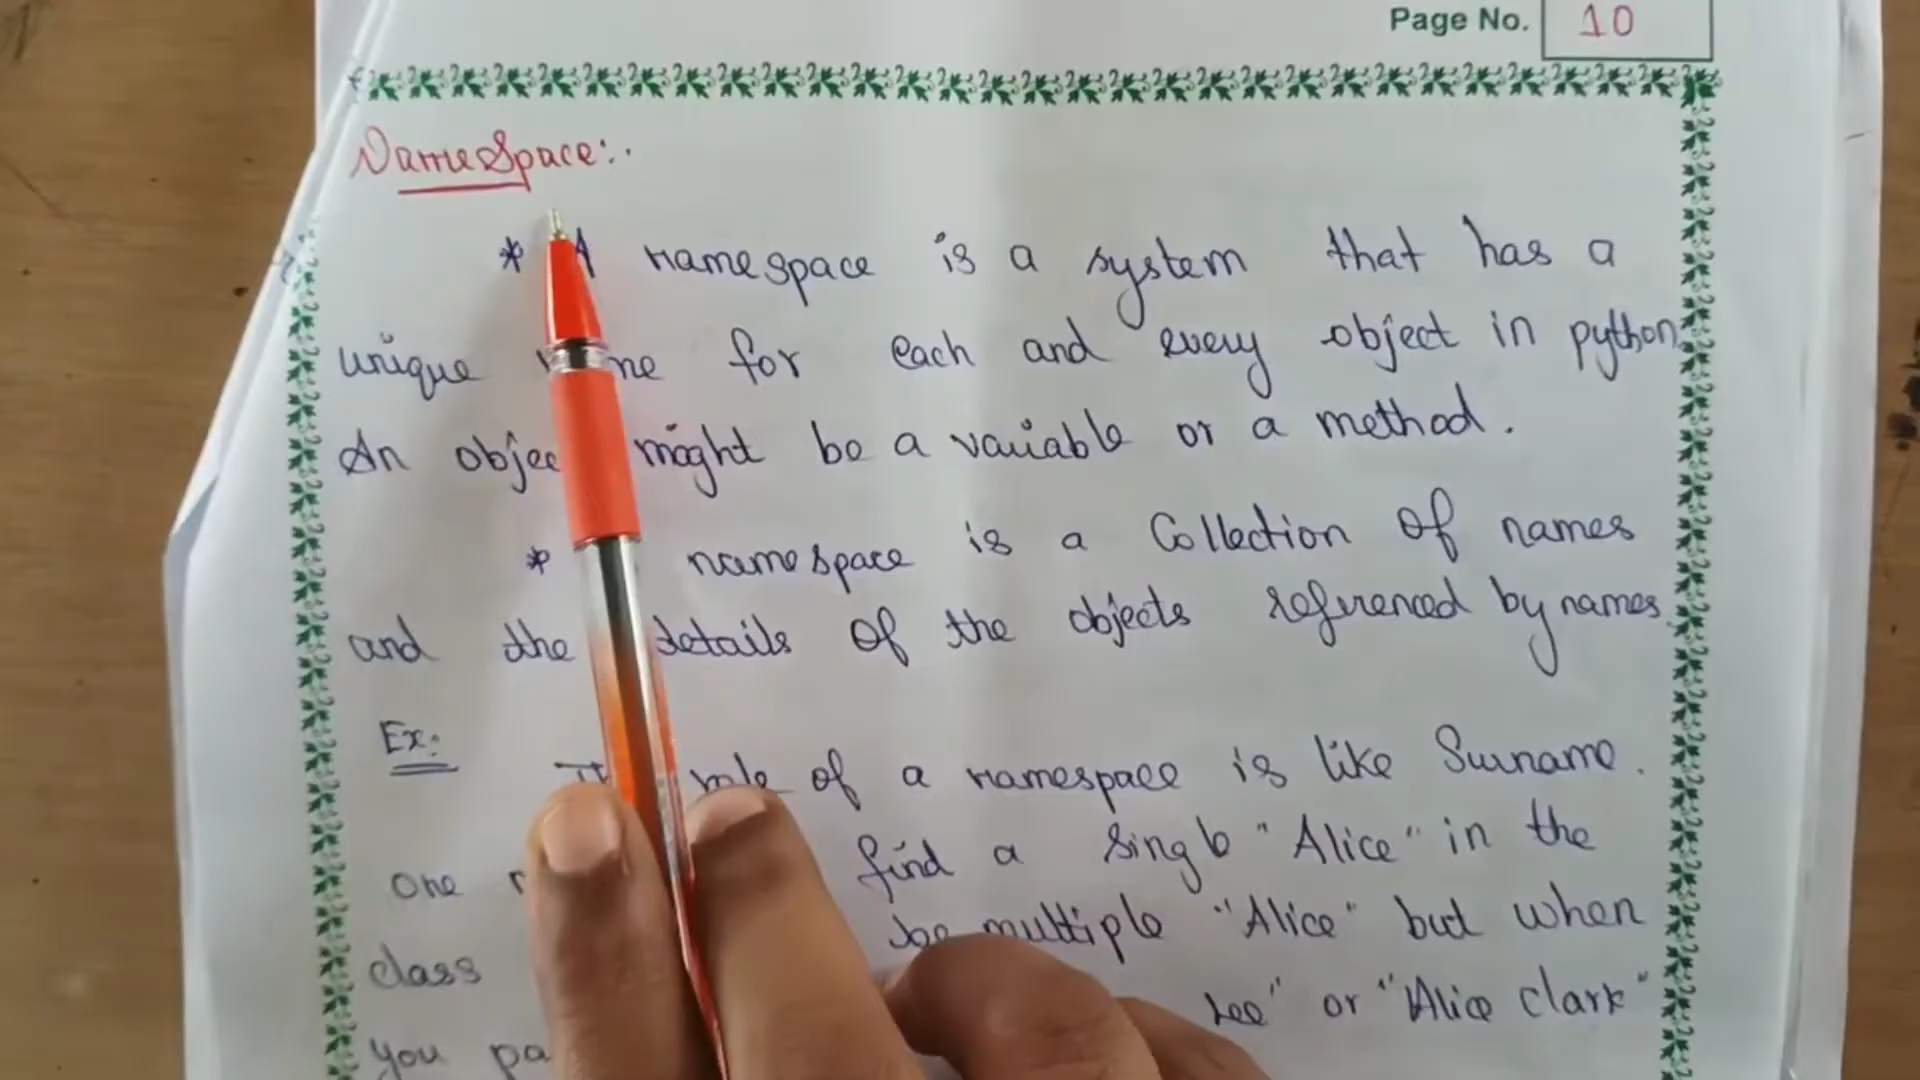 Page No. 10
Namespace:.
* A namespace is a system that has a
unique for each and every object in python.
An object might be a variable or a method.
* namespace is a Collection of names
and the details of the objects referenced by names
Ex:
role of a namespace is like Surname.
One find a single "Alice" in the
class be multiple "Alice" but when
you Lee" or "Alice Clark"